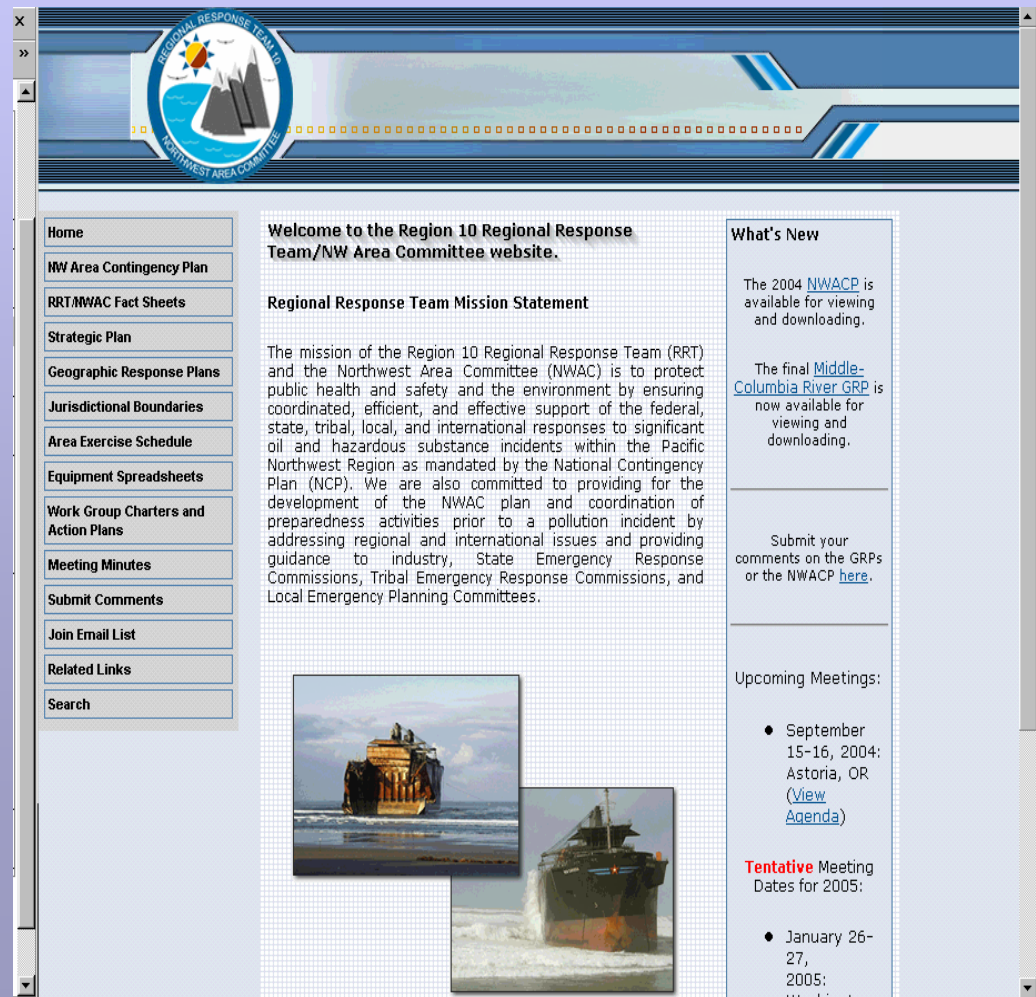 x
»
REGIONAL RESPONSE TEAM 10
NORTHWEST AREA COMMITTEE
Home
NW Area Contingency Plan
RRT/NWAC Fact Sheets
Strategic Plan
Geographic Response Plans
Jurisdictional Boundaries
Area Exercise Schedule
Equipment Spreadsheets
Work Group Charters and
Action Plans
Meeting Minutes
Submit Comments
Join Email List
Related Links
Search
Welcome to the Region 10 Regional Response
Team/NW Area Committee website.
Regional Response Team Mission Statement
The mission of the Region 10 Regional Response Team (RRT)
and the Northwest Area Committee (NWAC) is to protect
public health and safety and the environment by ensuring
coordinated, efficient, and effective support of the federal,
state, tribal, local, and international responses to significant
oil and hazardous substance incidents within the Pacific
Northwest Region as mandated by the National Contingency
Plan (NCP). We are also committed to providing for the
development of the NWAC plan and coordination of
preparedness activities prior to a pollution incident by
addressing regional and international issues and providing
guidance to industry, State Emergency Response
Commissions, Tribal Emergency Response Commissions, and
Local Emergency Planning Committees.
What's New
The 2004 NWACP is
available for viewing
and downloading.
The final Middle-
Columbia River GRP is
now available for
viewing and
downloading.
Submit your
comments on the GRPs
or the NWACP here.
Upcoming Meetings:
● September
15-16, 2004:
Astoria, OR
(View
Agenda)
Tentative Meeting
Dates for 2005:
● January 26-
27,
2005: